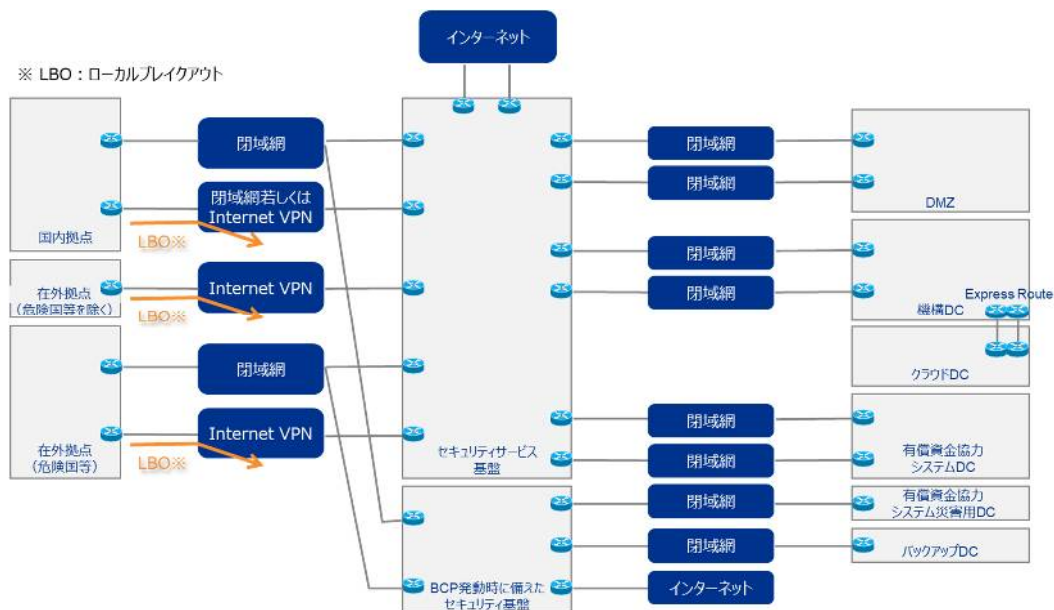 インターネット
※ LBO：ローカルブレイクアウト
閉域網
閉域網若しくは
Internet VPN
LBO※
国内拠点
在外拠点
（危険国等を除く）
Internet VPN
LBO※
閉域網
Internet VPN
LBO※
在外拠点
（危険国等）
セキュリティサービス
基盤
BCP発動時に備えた
セキュリティ基盤
閉域網
閉域網
DMZ
閉域網
閉域網
Express Route
機構DC
クラウドDC
閉域網
閉域網
有償資金協力
システムDC
閉域網
有償資金協力
システム災害用DC
閉域網
バックアップDC
インターネット